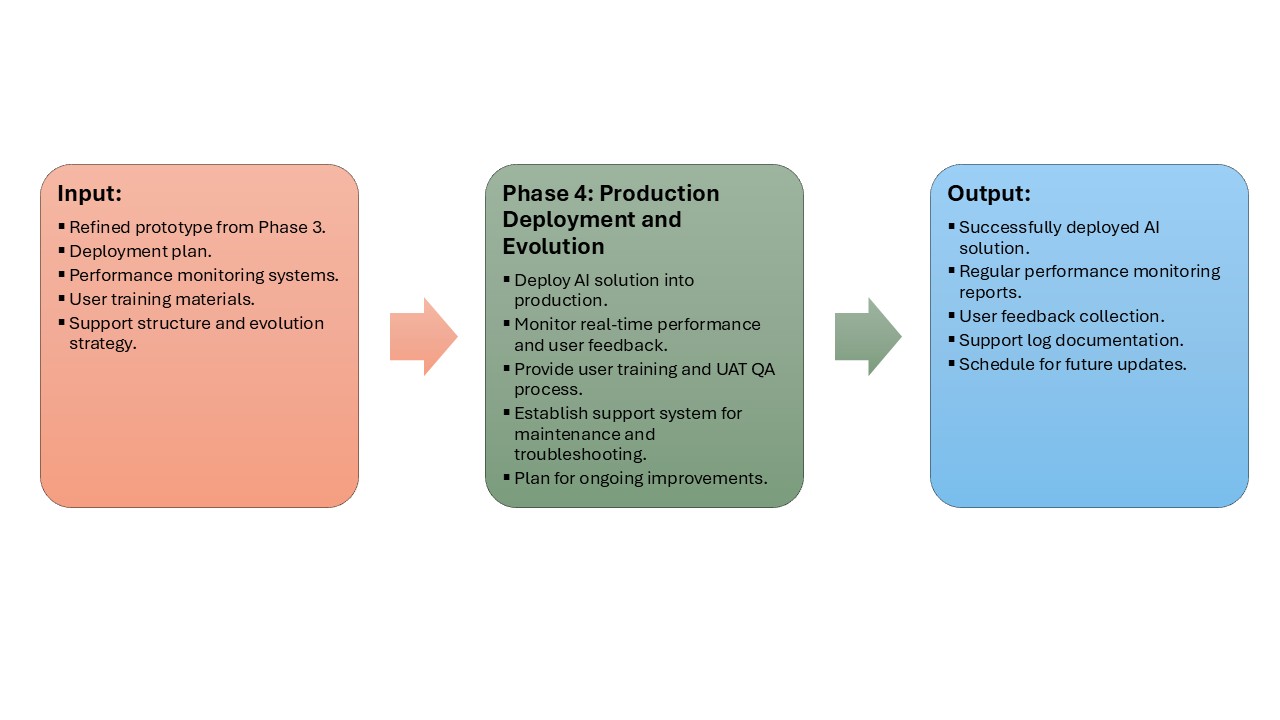 Input:
▪ Refined prototype from Phase 3.
▪ Deployment plan.
▪ Performance monitoring systems.
▪ User training materials.
▪ Support structure and evolution
strategy.
Phase 4: Production
Deployment and
Evolution
▪ Deploy AI solution into
production.
▪ Monitor real-time performance
and user feedback.
▪ Provide user training and UAT QA
process.
▪ Establish support system for
maintenance and
troubleshooting.
▪ Plan for ongoing improvements.
Output:
▪ Successfully deployed AI
solution.
▪ Regular performance monitoring
reports.
▪ User feedback collection.
▪ Support log documentation.
▪ Schedule for future updates.